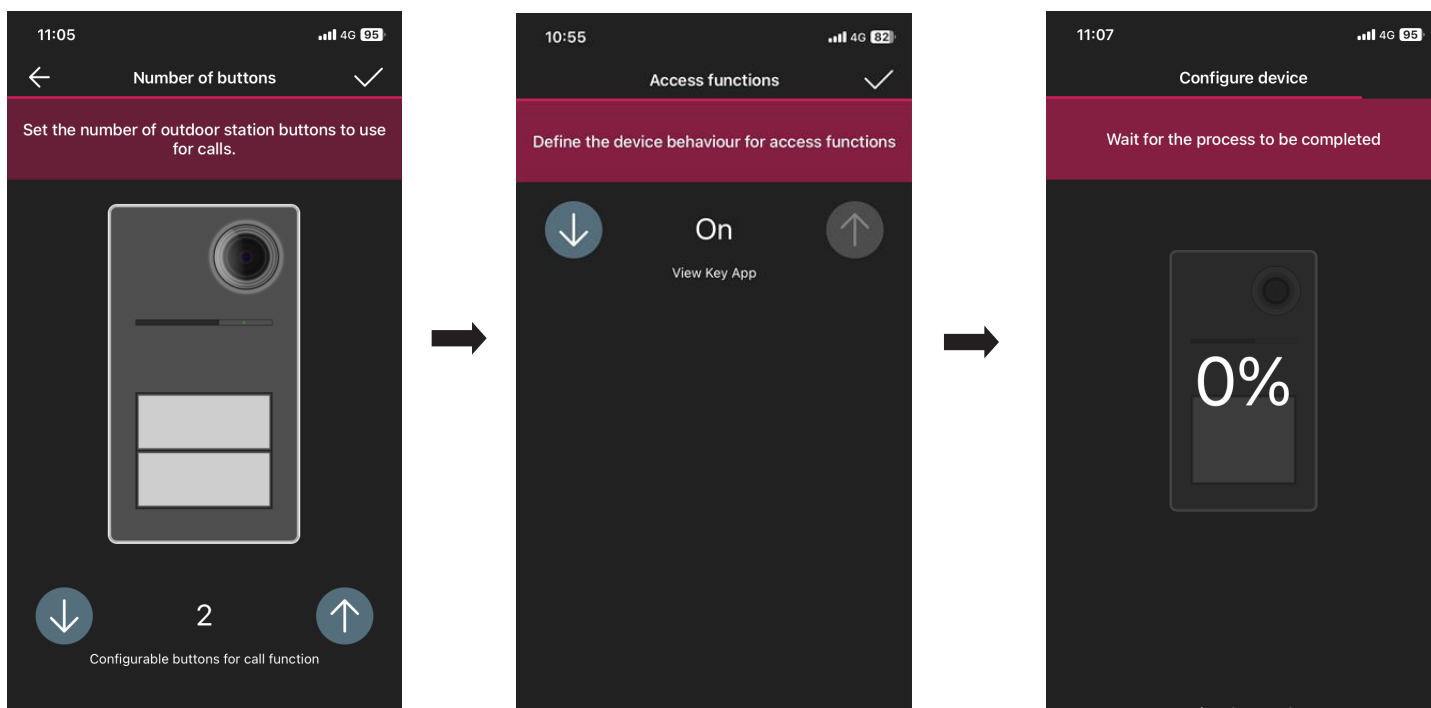 11:05
4G 95
Number of buttons
Set the number of outdoor station buttons to use
for calls.
2
Configurable buttons for call function
10:55
4G 82
Access functions
Define the device behaviour for access functions
On
View Key App
11:07
4G 95
Configure device
Wait for the process to be completed
0%